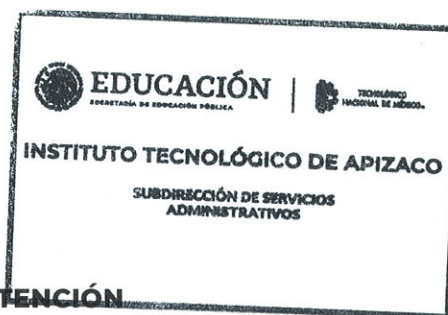 EDUCACIÓN
SECRETARÍA DE EDUCACIÓN PÚBLICA
TECNOLÓGICO
NACIONAL DE MÉXICO
INSTITUTO TECNOLÓGICO DE APIZACO
SUBDIRECCIÓN DE SERVICIOS
ADMINISTRATIVOS
TENCIÓN